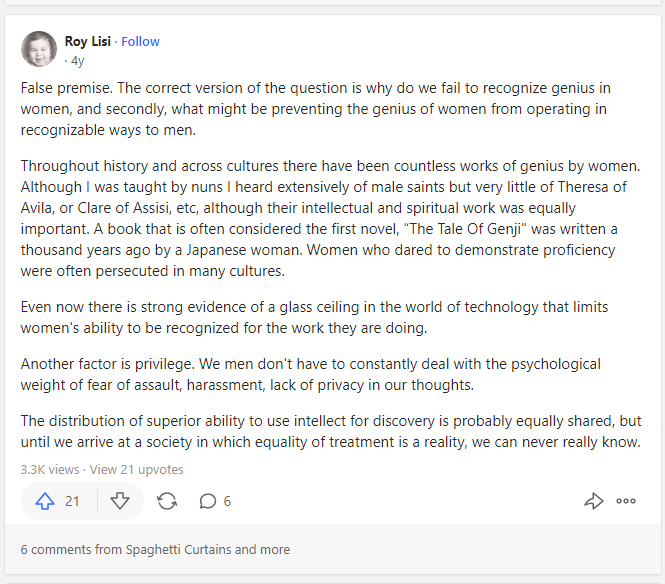 Roy Lisi · Follow
· 4y
False premise. The correct version of the question is why do we fail to recognize genius in
women, and secondly, what might be preventing the genius of women from operating in
recognizable ways to men.
Throughout history and across cultures there have been countless works of genius by women.
Although I was taught by nuns I heard extensively of male saints but very little of Theresa of
Avila, or Clare of Assisi, etc, although their intellectual and spiritual work was equally
important. A book that is often considered the first novel, “The Tale Of Genji” was written a
thousand years ago by a Japanese woman. Women who dared to demonstrate proficiency
were often persecuted in many cultures.
Even now there is strong evidence of a glass ceiling in the world of technology that limits
women's ability to be recognized for the work they are doing.
Another factor is privilege. We men don't have to constantly deal with the psychological
weight of fear of assault, harassment, lack of privacy in our thoughts.
The distribution of superior ability to use intellect for discovery is probably equally shared, but
until we arrive at a society in which equality of treatment is a reality, we can never really know.
3.3K views · View 21 upvotes
21 6
6 comments from Spaghetti Curtains and more